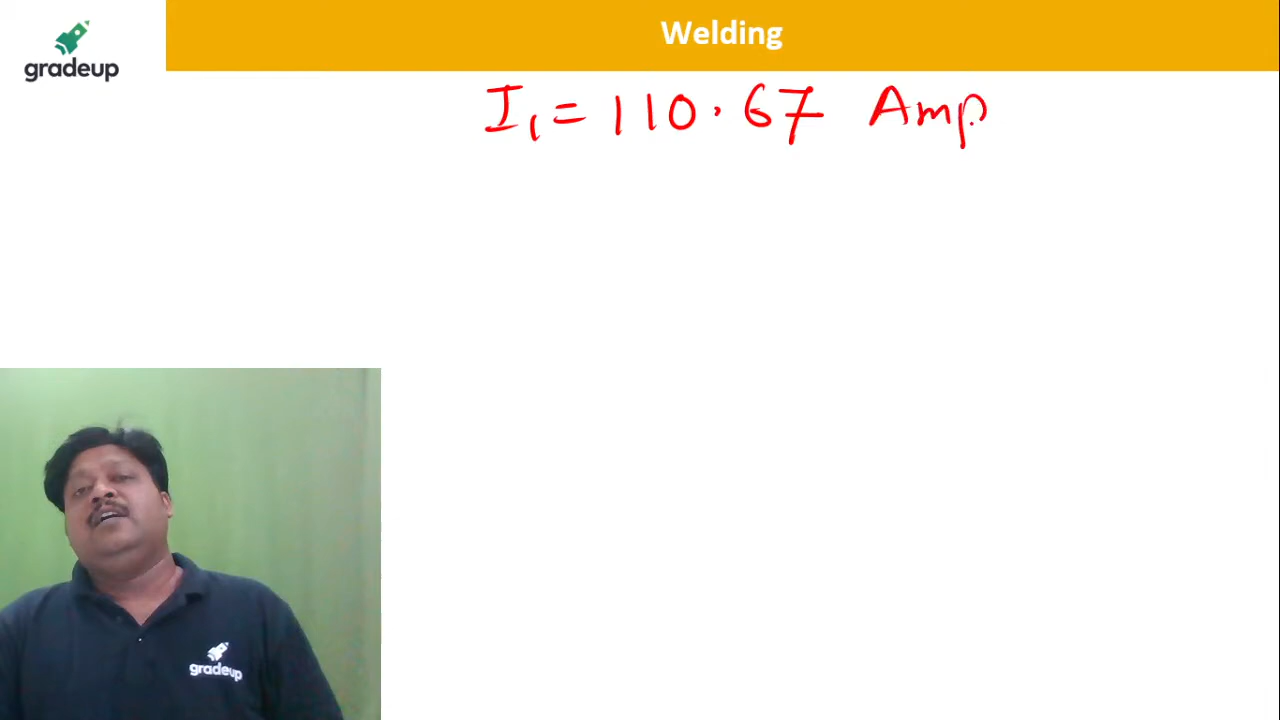 gradeup
Welding
I₁ = 110.67 Amp
gradeup